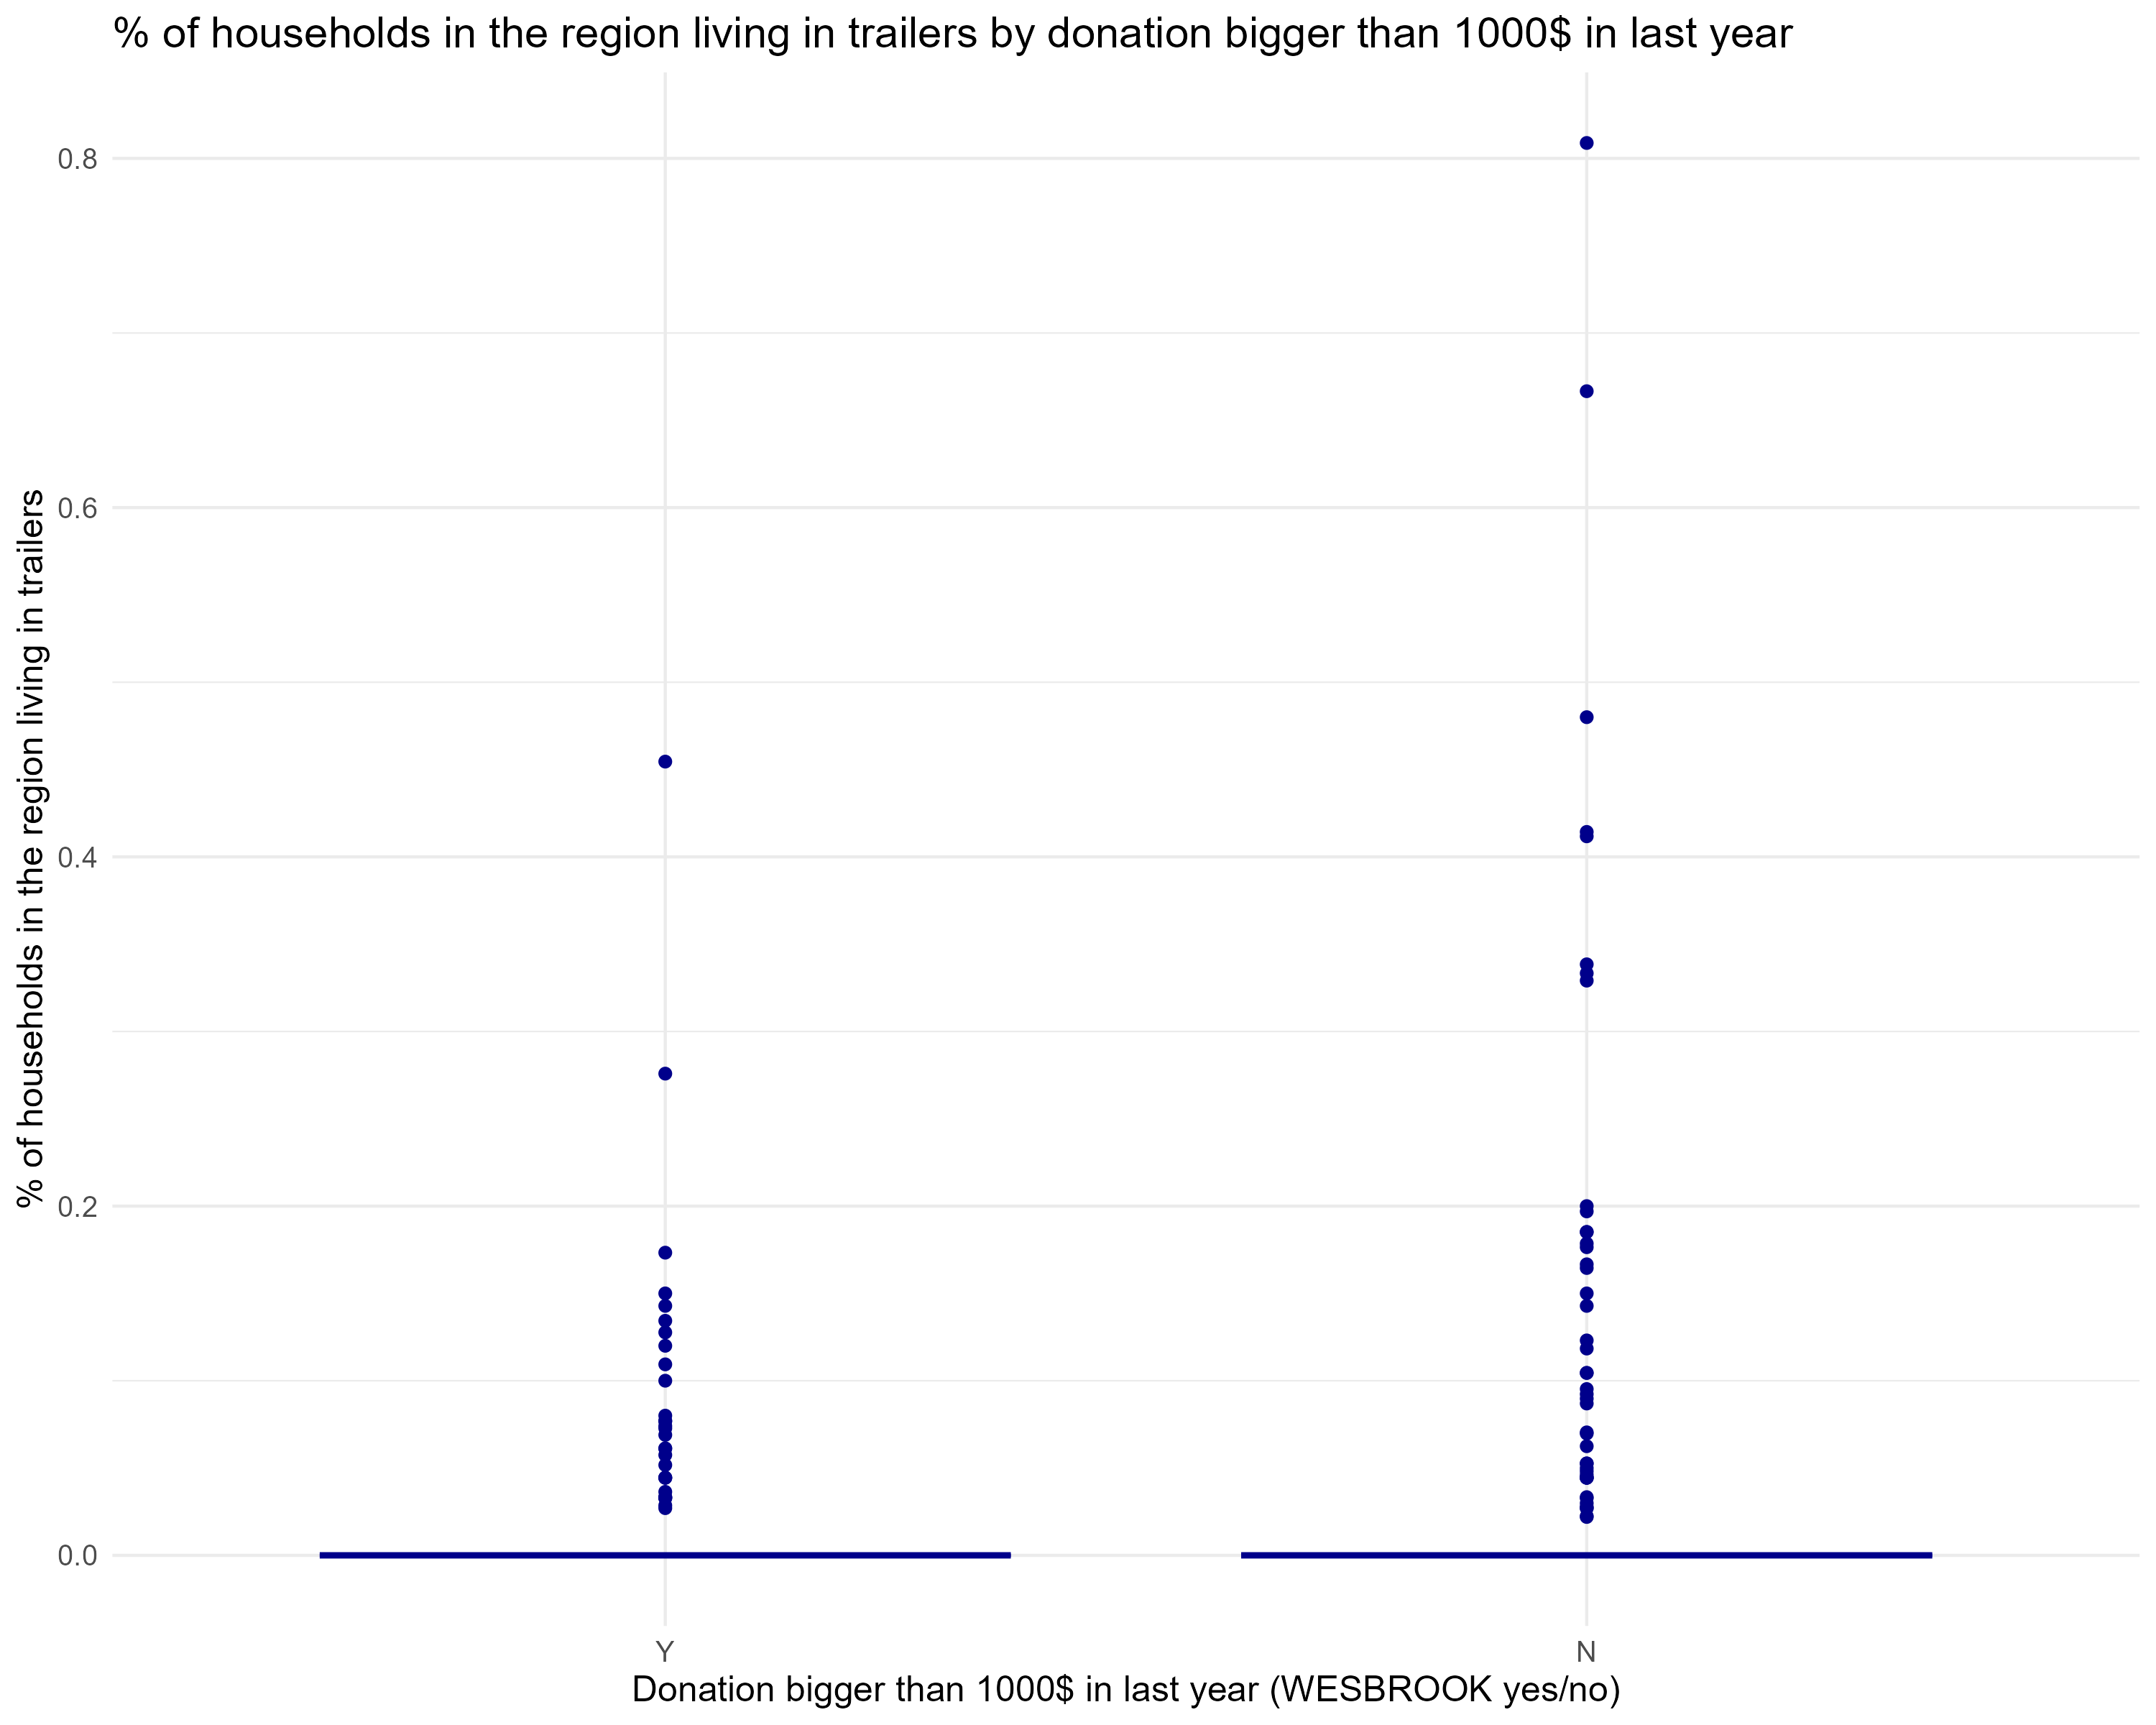 % of households in the region living in trailers by donation bigger than 1000$ in last year
% of households in the region living in trailers
0.8
0.6
0.4
0.2
0.0
Y
N
Donation bigger than 1000$ in last year (WESBROOK yes/no)